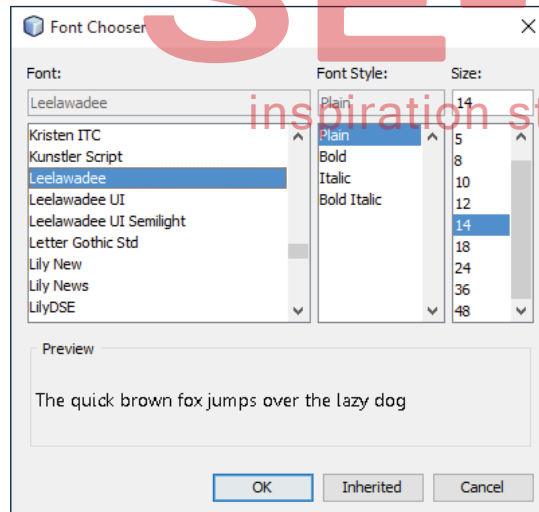 Font Chooser
Font: Font Style: Size:
Leelawadee Plain 14
Kristen ITC
Kunstler Script
Leelawadee
Leelawadee UI
Leelawadee UI Semilight
Letter Gothic Std
Lily New
Lily News
LilyDSE
Plain
Bold
Italic
Bold Italic
5
8
10
12
14
18
24
36
48
Preview
The quick brown fox jumps over the lazy dog
OK Inherited Cancel
inspiration